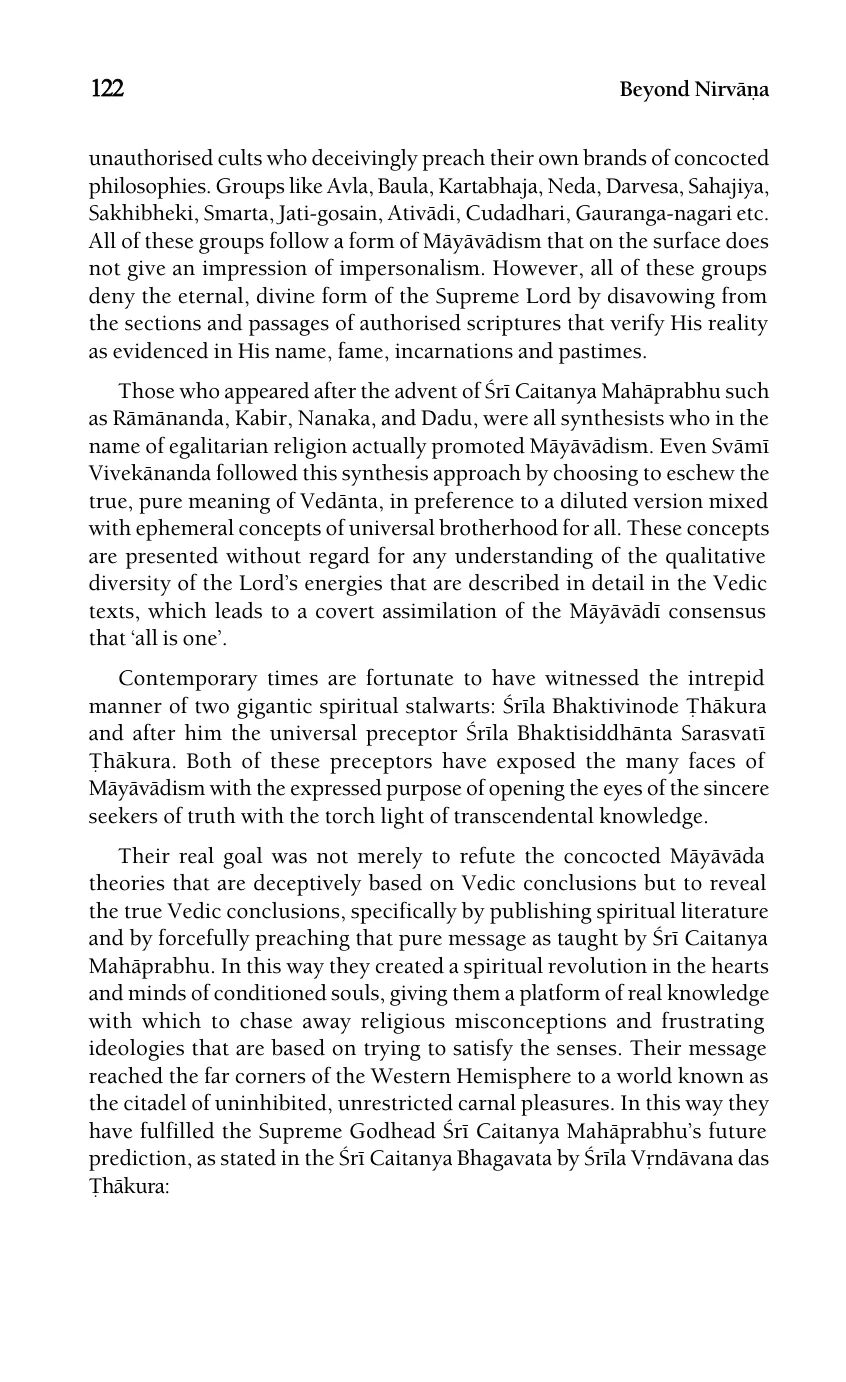 122 Beyond Nirvāṇa
unauthorised cults who deceivingly preach their own brands of concocted
philosophies. Groups like Avla, Baula, Kartabhaja, Neda, Darvesa, Sahajiya,
Sakhibheki, Smarta, Jati-gosain, Ativādi, Cudadhari, Gauranga-nagari etc.
All of these groups follow a form of Māyāvādism that on the surface does
not give an impression of impersonalism. However, all of these groups
deny the eternal, divine form of the Supreme Lord by disavowing from
the sections and passages of authorised scriptures that verify His reality
as evidenced in His name, fame, incarnations and pastimes.
Those who appeared after the advent of Śrī Caitanya Mahāprabhu such
as Rāmānanda, Kabir, Nanaka, and Dadu, were all synthesists who in the
name of egalitarian religion actually promoted Māyāvādism. Even Svāmī
Vivekānanda followed this synthesis approach by choosing to eschew the
true, pure meaning of Vedānta, in preference to a diluted version mixed
with ephemeral concepts of universal brotherhood for all. These concepts
are presented without regard for any understanding of the qualitative
diversity of the Lord’s energies that are described in detail in the Vedic
texts, which leads to a covert assimilation of the Māyāvādī consensus
that ‘all is one’.
Contemporary times are fortunate to have witnessed the intrepid
manner of two gigantic spiritual stalwarts: Śrīla Bhaktivinode Ṭhākura
and after him the universal preceptor Śrīla Bhaktisiddhānta Sarasvatī
Ṭhākura. Both of these preceptors have exposed the many faces of
Māyāvādism with the expressed purpose of opening the eyes of the sincere
seekers of truth with the torch light of transcendental knowledge.
Their real goal was not merely to refute the concocted Māyāvāda
theories that are deceptively based on Vedic conclusions but to reveal
the true Vedic conclusions, specifically by publishing spiritual literature
and by forcefully preaching that pure message as taught by Śrī Caitanya
Mahāprabhu. In this way they created a spiritual revolution in the hearts
and minds of conditioned souls, giving them a platform of real knowledge
with which to chase away religious misconceptions and frustrating
ideologies that are based on trying to satisfy the senses. Their message
reached the far corners of the Western Hemisphere to a world known as
the citadel of uninhibited, unrestricted carnal pleasures. In this way they
have fulfilled the Supreme Godhead Śrī Caitanya Mahāprabhu’s future
prediction, as stated in the Śrī Caitanya Bhagavata by Śrīla Vṛndāvana das
Ṭhākura: